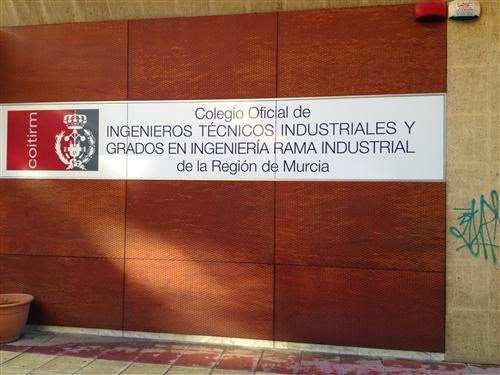 coitirm
Colegio Oficial de
INGENIEROS TÉCNICOS INDUSTRIALES Y
GRADOS EN INGENIERÍA RAMA INDUSTRIAL
de la Región de Murcia